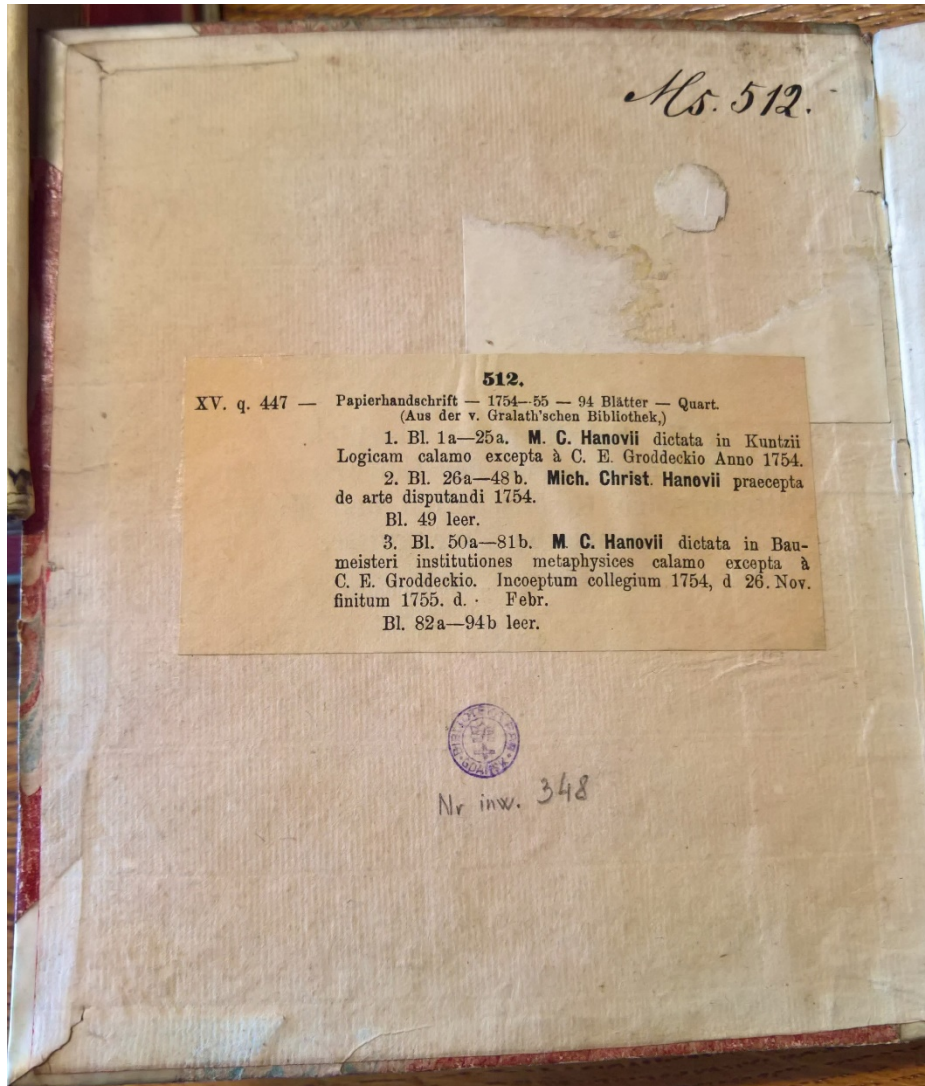 Ms. 512.
512.
XV. q. 447 — Papierhandschrift — 1754—55 — 94 Blätter — Quart.
(Aus der v. Gralath'schen Bibliothek,)
1. Bl. 1a—25a. M. C. Hanovii dictata in Kuntzii
Logicam calamo excepta à C. E. Groddeckio Anno 1754.
2. Bl. 26a—48b. Mich. Christ. Hanovii praecepta
de arte disputandi 1754.
Bl. 49 leer.
3. Bl. 50a—81b. M. C. Hanovii dictata in Bau-
meisteri institutiones metaphysices calamo excepta à
C. E. Groddeckio. Incoeptum collegium 1754, d 26. Nov.
finitum 1755. d. · Febr.
Bl. 82a—94b leer.
BIBLIOTEKA PAN
GDAŃSK
Nr inw. 348